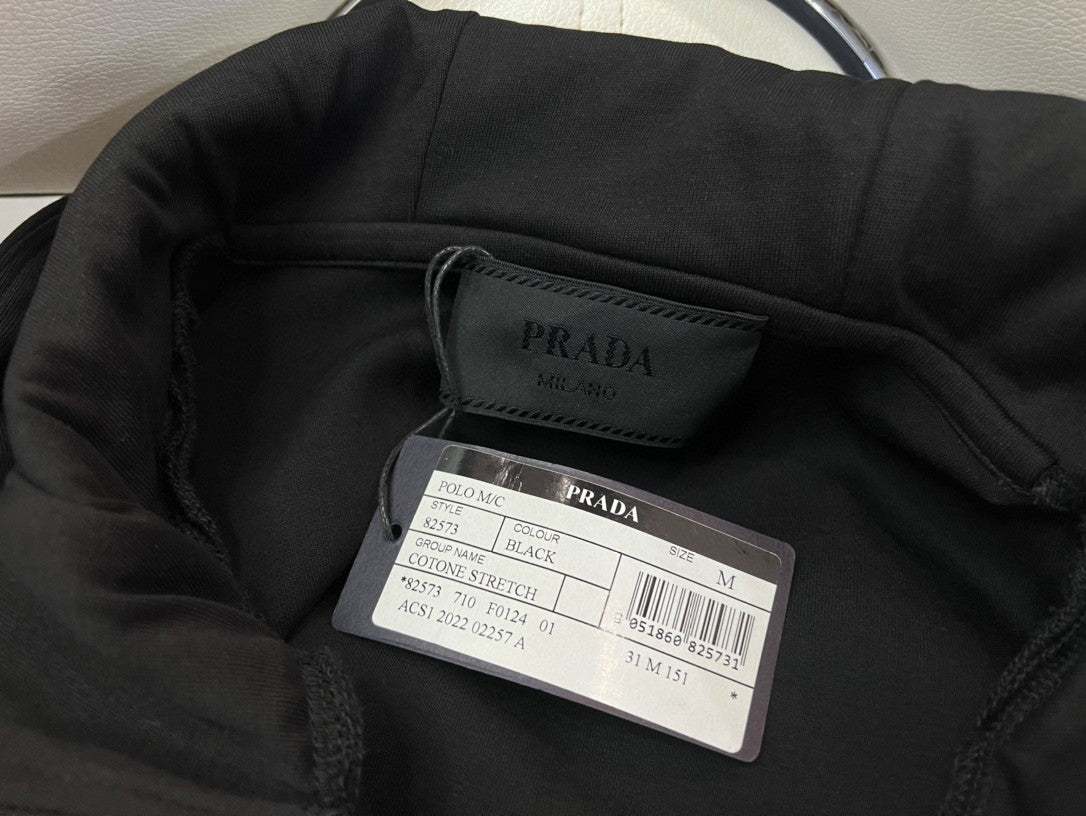 PRADA
MILANO
PRADA
POLO M/C
STYLE
82573
COLOUR
BLACK
SIZE
M
GROUP NAME
COTONE STRETCH
*82573 710 F0124 01
ACS1 2022 02257 A
051860 825731
31 M 151 *